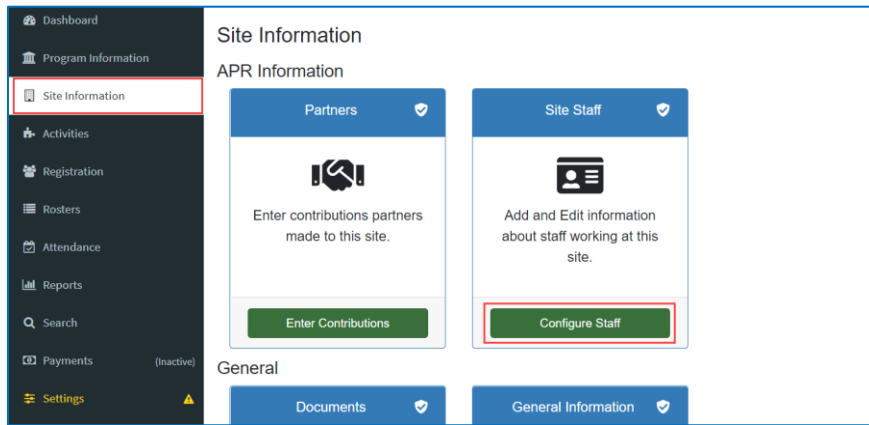 Dashboard
Program Information
Site Information
Activities
Registration
Rosters
Attendance
Reports
Search
Payments (Inactive)
Settings
Site Information
APR Information
Partners
Enter contributions partners
made to this site.
Enter Contributions
Site Staff
Add and Edit information
about staff working at this
site.
Configure Staff
General
Documents
General Information